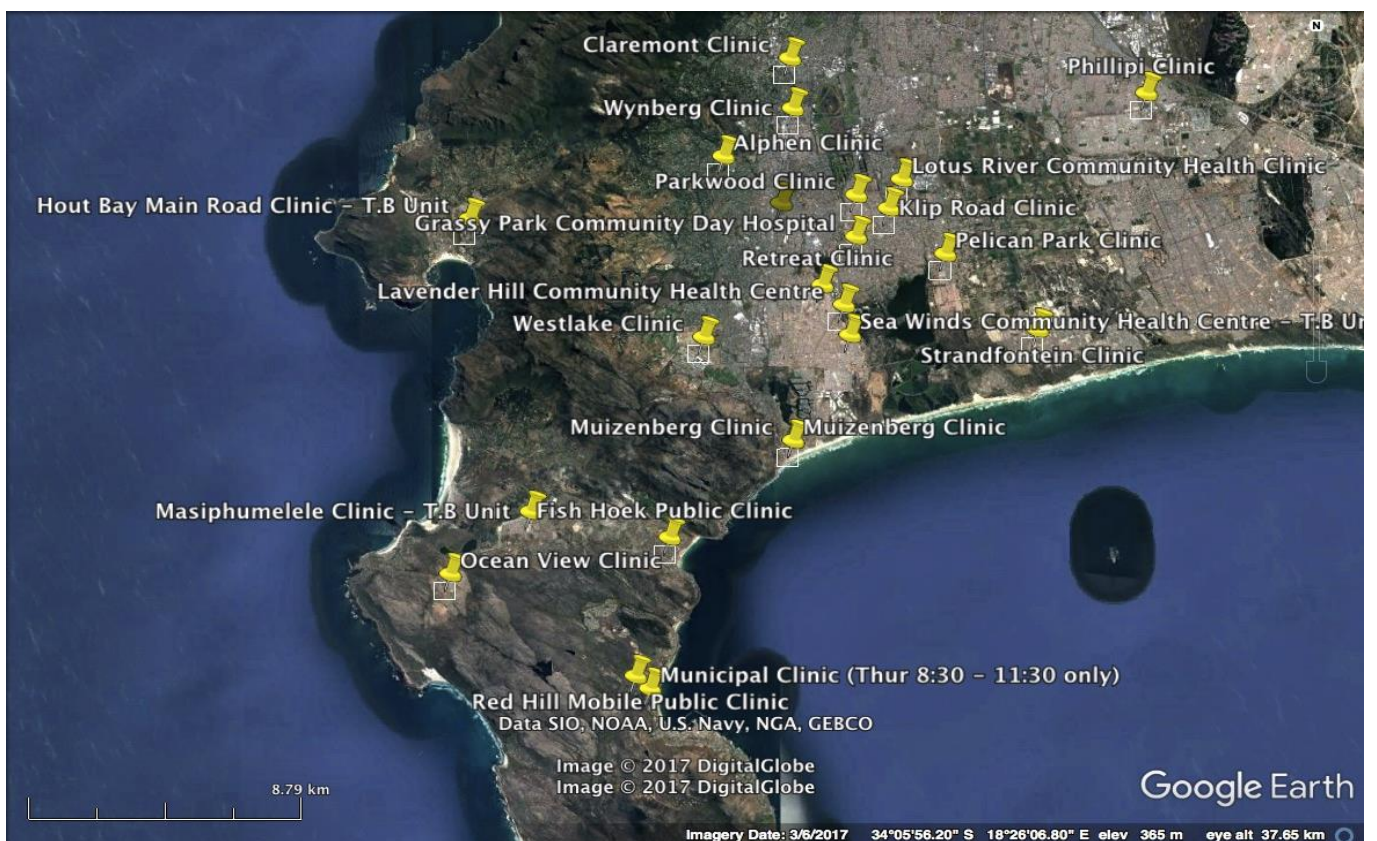 Claremont Clinic
N
Phillipi Clinic
Wynberg Clinic
Alphen Clinic
Lotus River Community Health Clinic
Parkwood Clinic
Hout Bay Main Road Clinic - T.B Unit
Klip Road Clinic
Grassy Park Community Day Hospital
Pelican Park Clinic
Retreat Clinic
Lavender Hill Community Health Centre
Westlake Clinic
Sea Winds Community Health Centre - T.B Un
Strandfontein Clinic
Muizenberg Clinic
Muizenberg Clinic
Masiphumelele Clinic - T.B Unit
Fish Hoek Public Clinic
Ocean View Clinic
Municipal Clinic (Thur 8:30 - 11:30 only)
Red Hill Mobile Public Clinic
Data SIO, NOAA, U.S. Navy, NGA, GEBCO
Image © 2017 DigitalGlobe
Image © 2017 DigitalGlobe
8.79 km
Google Earth
Imagery Date: 3/6/2017 34°05'56.20" S 18°26'06.80" E elev 365 m eye alt 37.65 km